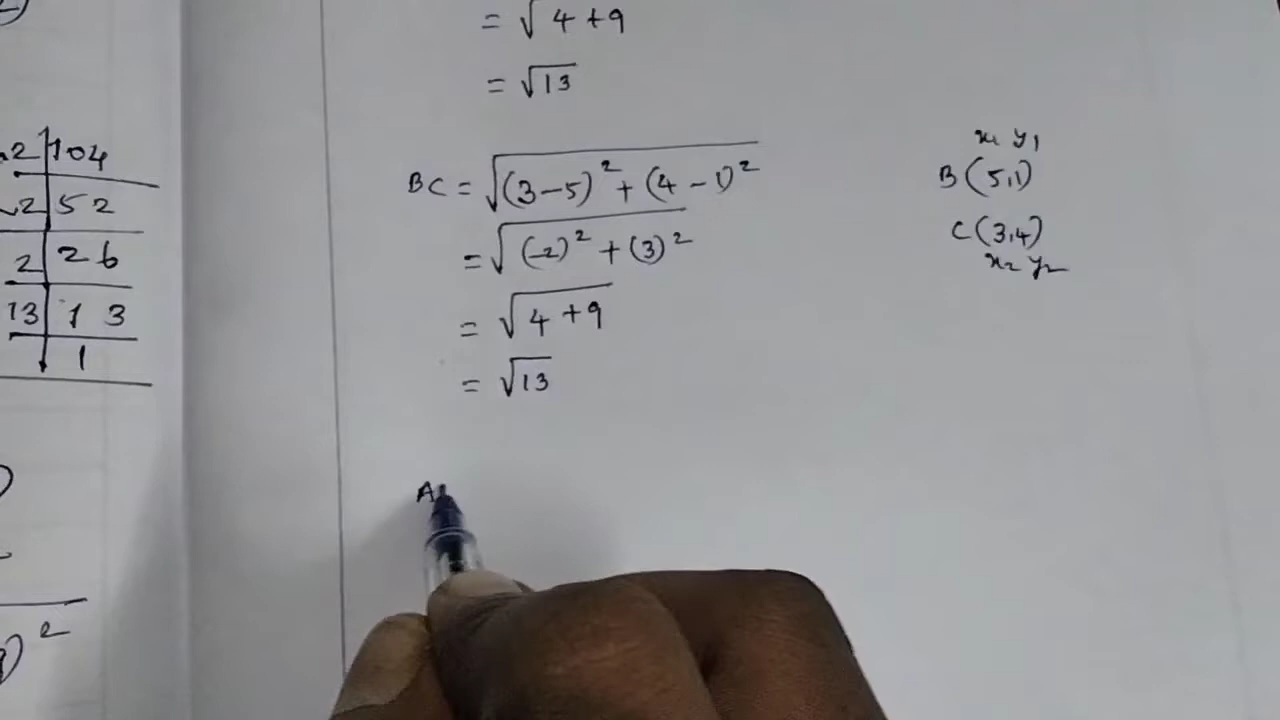 = √4+9
= √13
2 | 104
2 | 52
2 | 26
13 | 13
1
BC = √(3-5)² + (4-1)²
= √(-2)² + (3)²
= √4+9
= √13
x₁ y₁
B(5,1)
C(3,4)
x₂ y₂
A
)²